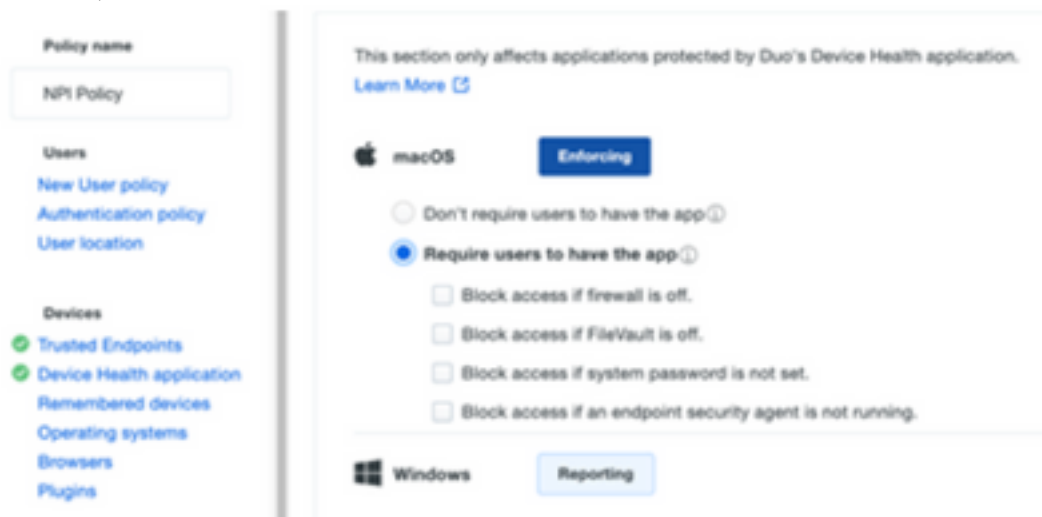 Policy name
NPI Policy
Users
New User policy
Authentication policy
User location
Devices
Trusted Endpoints
Device Health application
Remembered devices
Operating systems
Browsers
Plugins
This section only affects applications protected by Duo's Device Health application.
Learn More
macOS Enforcing
Don't require users to have the app
Require users to have the app
Block access if firewall is off.
Block access if FileVault is off.
Block access if system password is not set.
Block access if an endpoint security agent is not running.
Windows Reporting